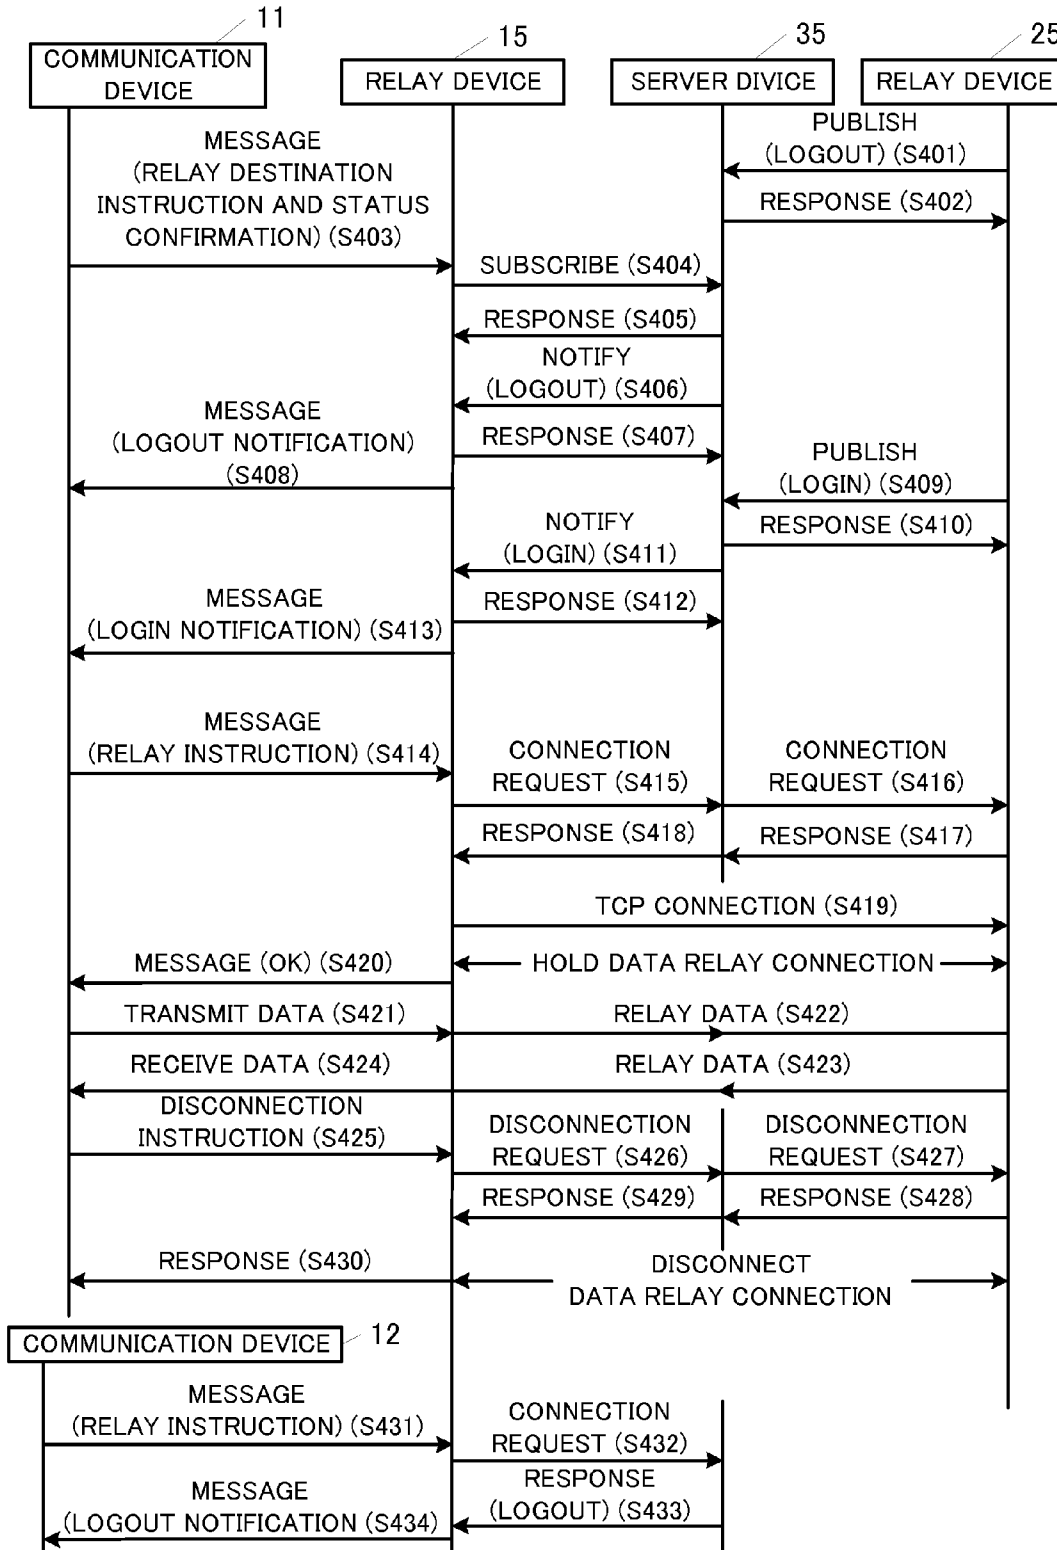 11
15
35
25
COMMUNICATION
DEVICE
RELAY DEVICE
SERVER DIVICE
RELAY DEVICE
PUBLISH
(LOGOUT) (S401)
RESPONSE (S402)
MESSAGE
(RELAY DESTINATION
INSTRUCTION AND STATUS
CONFIRMATION) (S403)
SUBSCRIBE (S404)
RESPONSE (S405)
NOTIFY
(LOGOUT) (S406)
RESPONSE (S407)
MESSAGE
(LOGOUT NOTIFICATION)
(S408)
PUBLISH
(LOGIN) (S409)
RESPONSE (S410)
NOTIFY
(LOGIN) (S411)
RESPONSE (S412)
MESSAGE
(LOGIN NOTIFICATION) (S413)
MESSAGE
(RELAY INSTRUCTION) (S414)
CONNECTION
REQUEST (S415)
CONNECTION
REQUEST (S416)
RESPONSE (S418)
RESPONSE (S417)
TCP CONNECTION (S419)
MESSAGE (OK) (S420)
HOLD DATA RELAY CONNECTION
TRANSMIT DATA (S421)
RELAY DATA (S422)
RECEIVE DATA (S424)
RELAY DATA (S423)
DISCONNECTION
INSTRUCTION (S425)
DISCONNECTION
REQUEST (S426)
DISCONNECTION
REQUEST (S427)
RESPONSE (S429)
RESPONSE (S428)
RESPONSE (S430)
DISCONNECT
DATA RELAY CONNECTION
COMMUNICATION DEVICE
12
MESSAGE
(RELAY INSTRUCTION) (S431)
CONNECTION
REQUEST (S432)
RESPONSE
(LOGOUT) (S433)
MESSAGE
(LOGOUT NOTIFICATION (S434)